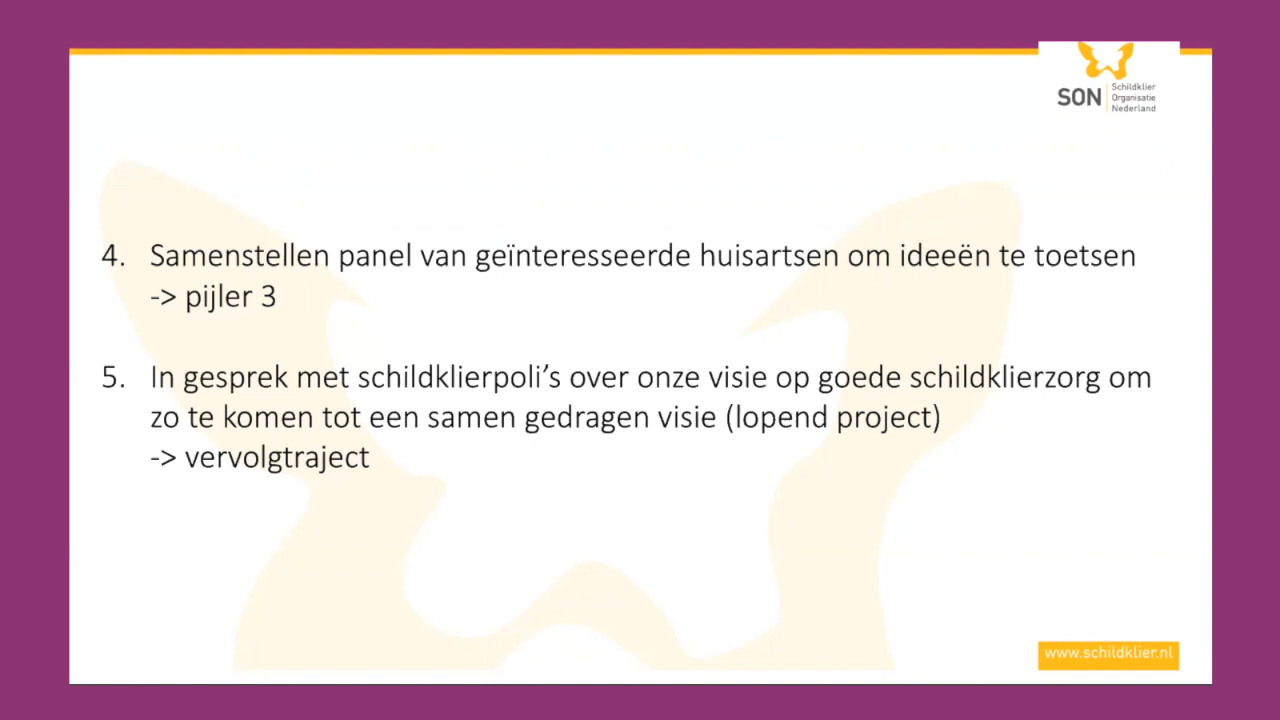 SON
Schildklier
Organisatie
Nederland
4. Samenstellen panel van geïnteresseerde huisartsen om ideeën te toetsen
-> pijler 3
5. In gesprek met schildklierpoli’s over onze visie op goede schildklierzorg om
zo te komen tot een samen gedragen visie (lopend project)
-> vervolgtraject
www.schildklier.nl